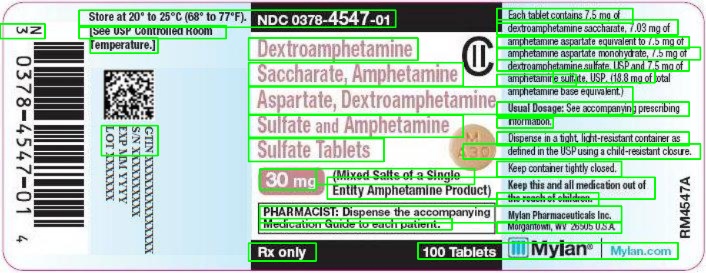 Store at 20° to 25°C (68° to 77°F).
[See USP Controlled Room
Temperature.]
N
3 0378-4547-01 4
GTIN XXXXXXXXXXXXXX
S/N XXXXXXXXX
EXP MM YYYY
LOT XXXXXXX
NDC 0378-4547-01
Dextroamphetamine
Saccharate, Amphetamine
Aspartate, Dextroamphetamine
Sulfate and Amphetamine
Sulfate Tablets
CII
M
A30
30 mg
(Mixed Salts of a Single
Entity Amphetamine Product)
PHARMACIST: Dispense the accompanying
Medication Guide to each patient.
Rx only
100 Tablets
Each tablet contains 7.5 mg of
dextroamphetamine saccharate, 7.03 mg of
amphetamine aspartate equivalent to 7.5 mg of
amphetamine aspartate monohydrate, 7.5 mg of
dextroamphetamine sulfate, USP and 7.5 mg of
amphetamine sulfate, USP. (18.8 mg of total
amphetamine base equivalent.)
Usual Dosage: See accompanying prescribing
information.
Dispense in a tight, light-resistant container as
defined in the USP using a child-resistant closure.
Keep container tightly closed.
Keep this and all medication out of
the reach of children.
Mylan Pharmaceuticals Inc.
Morgantown, WV 26505 U.S.A.
Mylan®
Mylan.com
RM4547A